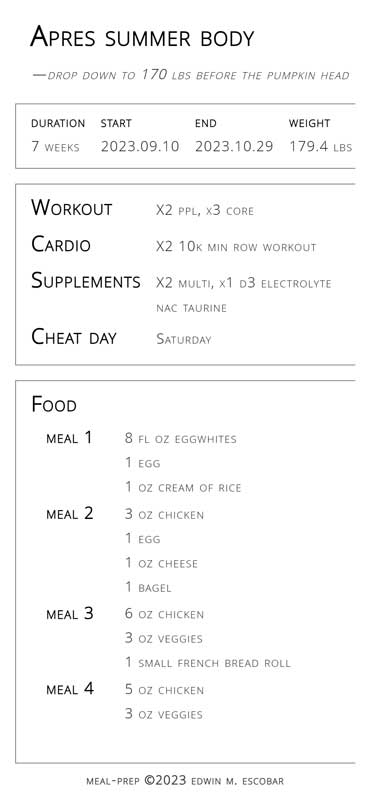 Apres summer body
—drop down to 170 lbs before the pumpkin head
duration start end weight
7 weeks 2023.09.10 2023.10.29 179.4 lbs
Workout x2 ppl, x3 core
Cardio x2 10k min row workout
Supplements x2 multi, x1 d3 electrolyte
nac taurine
Cheat day Saturday
Food
meal 1 8 fl oz eggwhites
1 egg
1 oz cream of rice
meal 2 3 oz chicken
1 egg
1 oz cheese
1 bagel
meal 3 6 oz chicken
3 oz veggies
1 small french bread roll
meal 4 5 oz chicken
3 oz veggies
meal-prep ©2023 edwin m. escobar